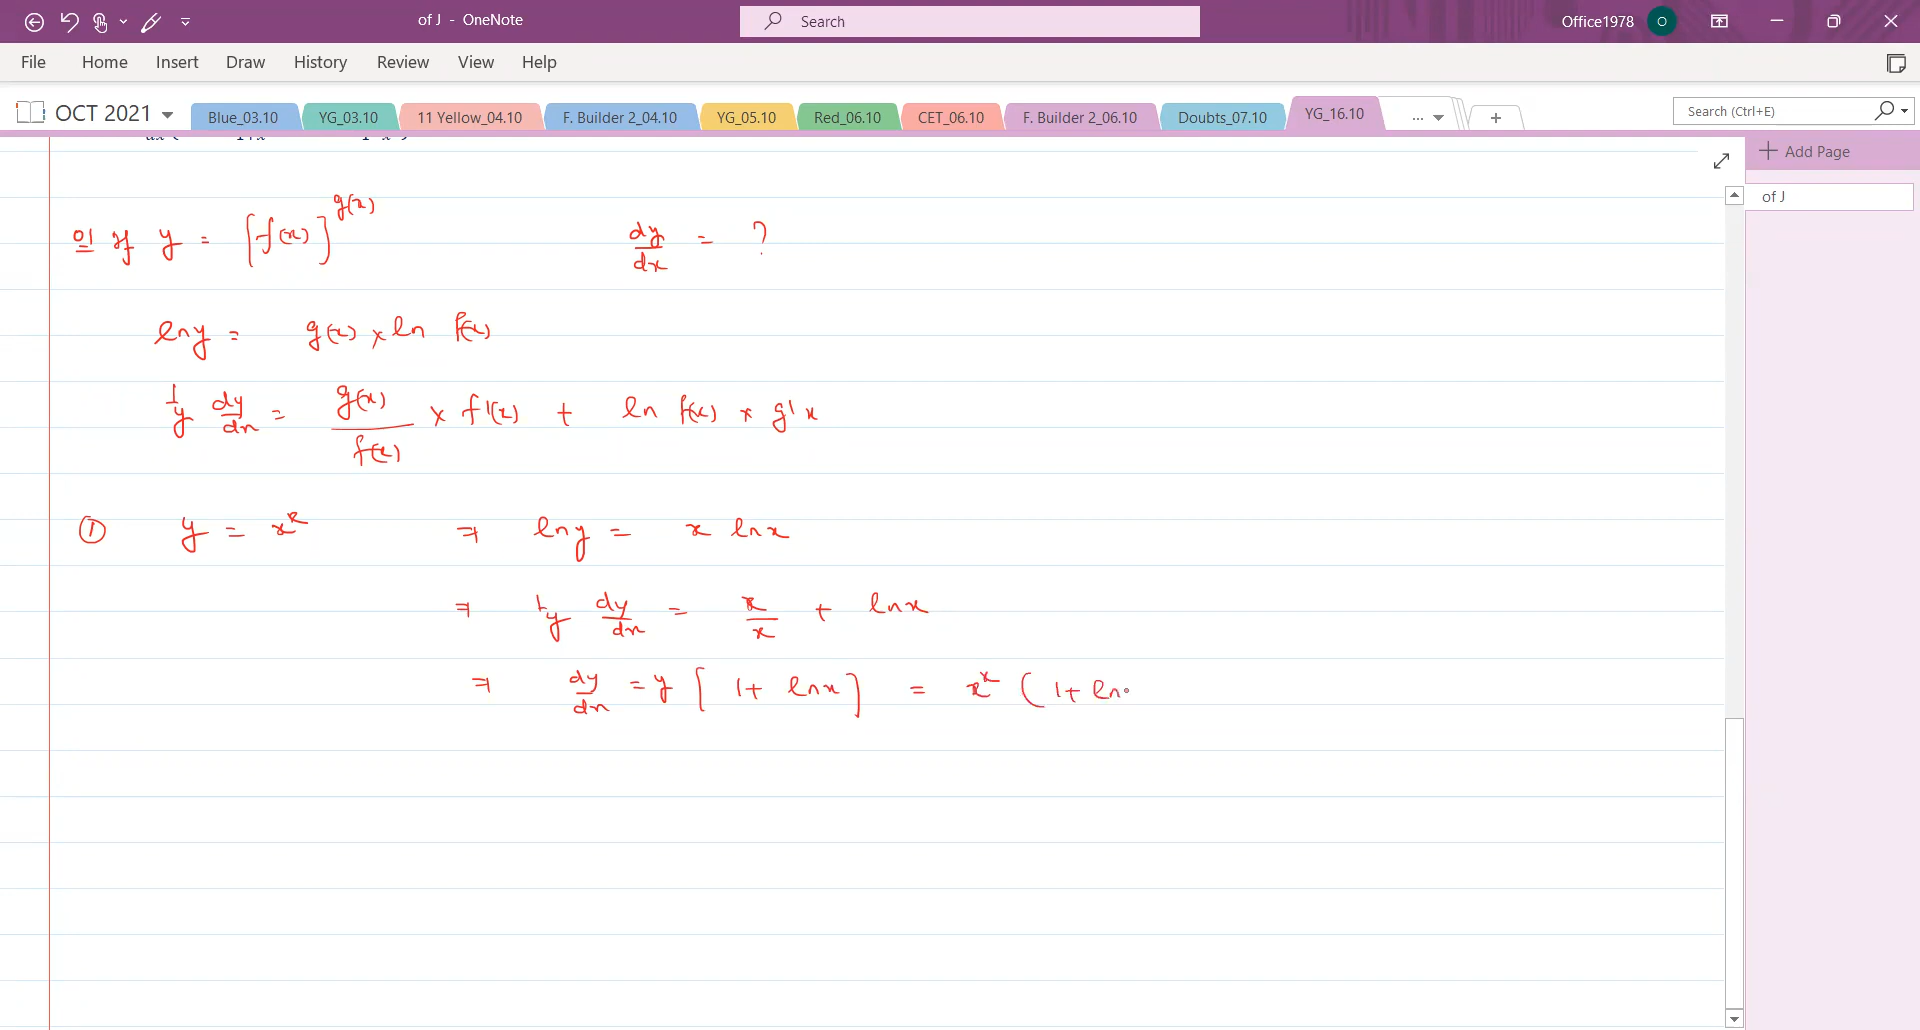 of J - OneNote
Search
Office1978
O
File Home Insert Draw History Review View Help
OCT 2021
Blue_03.10 YG_03.10 11 Yellow_04.10 F. Builder 2_04.10 YG_05.10 Red_06.10 CET_06.10 F. Builder 2_06.10 Doubts_07.10 YG_16.10 ... +
Search (Ctrl+E)
Add Page
of J
Q1 If y = [f(x)]^g(x) dy/dx = ?
ln y = g(x) × ln f(x)
1/y dy/dx = g(x)/f(x) × f'(x) + ln f(x) × g'x
① y = x^x ⇒ ln y = x ln x
⇒ 1/y dy/dx = x/x + ln x
⇒ dy/dx = y [1 + ln x] = x^x (1 + ln